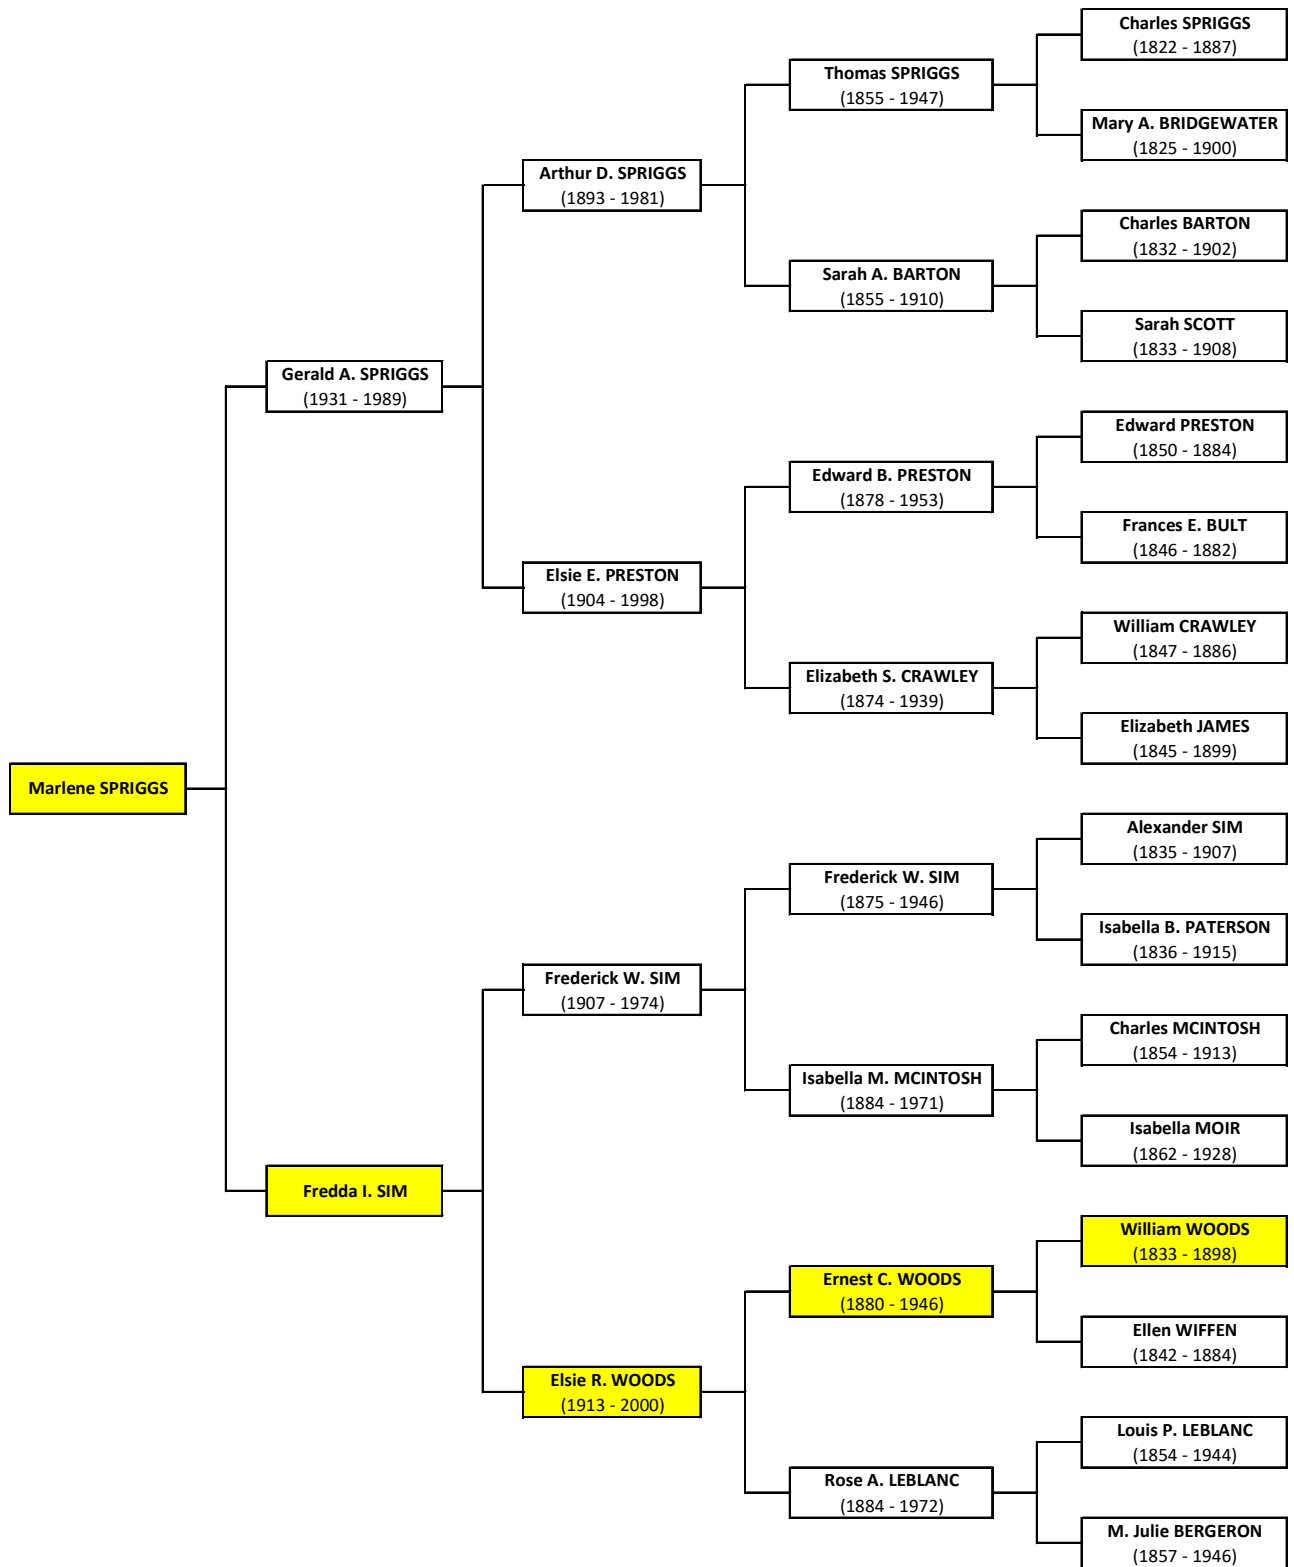 Charles SPRIGGS
(1822 - 1887)
Thomas SPRIGGS
(1855 - 1947)
Mary A. BRIDGEWATER
(1825 - 1900)
Arthur D. SPRIGGS
(1893 - 1981)
Charles BARTON
(1832 - 1902)
Sarah A. BARTON
(1855 - 1910)
Sarah SCOTT
(1833 - 1908)
Gerald A. SPRIGGS
(1931 - 1989)
Edward PRESTON
(1850 - 1884)
Edward B. PRESTON
(1878 - 1953)
Frances E. BULT
(1846 - 1882)
Elsie E. PRESTON
(1904 - 1998)
William CRAWLEY
(1847 - 1886)
Elizabeth S. CRAWLEY
(1874 - 1939)
Elizabeth JAMES
(1845 - 1899)
Marlene SPRIGGS
Alexander SIM
(1835 - 1907)
Frederick W. SIM
(1875 - 1946)
Isabella B. PATERSON
(1836 - 1915)
Frederick W. SIM
(1907 - 1974)
Charles MCINTOSH
(1854 - 1913)
Isabella M. MCINTOSH
(1884 - 1971)
Isabella MOIR
(1862 - 1928)
Fredda I. SIM
William WOODS
(1833 - 1898)
Ernest C. WOODS
(1880 - 1946)
Ellen WIFFEN
(1842 - 1884)
Elsie R. WOODS
(1913 - 2000)
Louis P. LEBLANC
(1854 - 1944)
Rose A. LEBLANC
(1884 - 1972)
M. Julie BERGERON
(1857 - 1946)